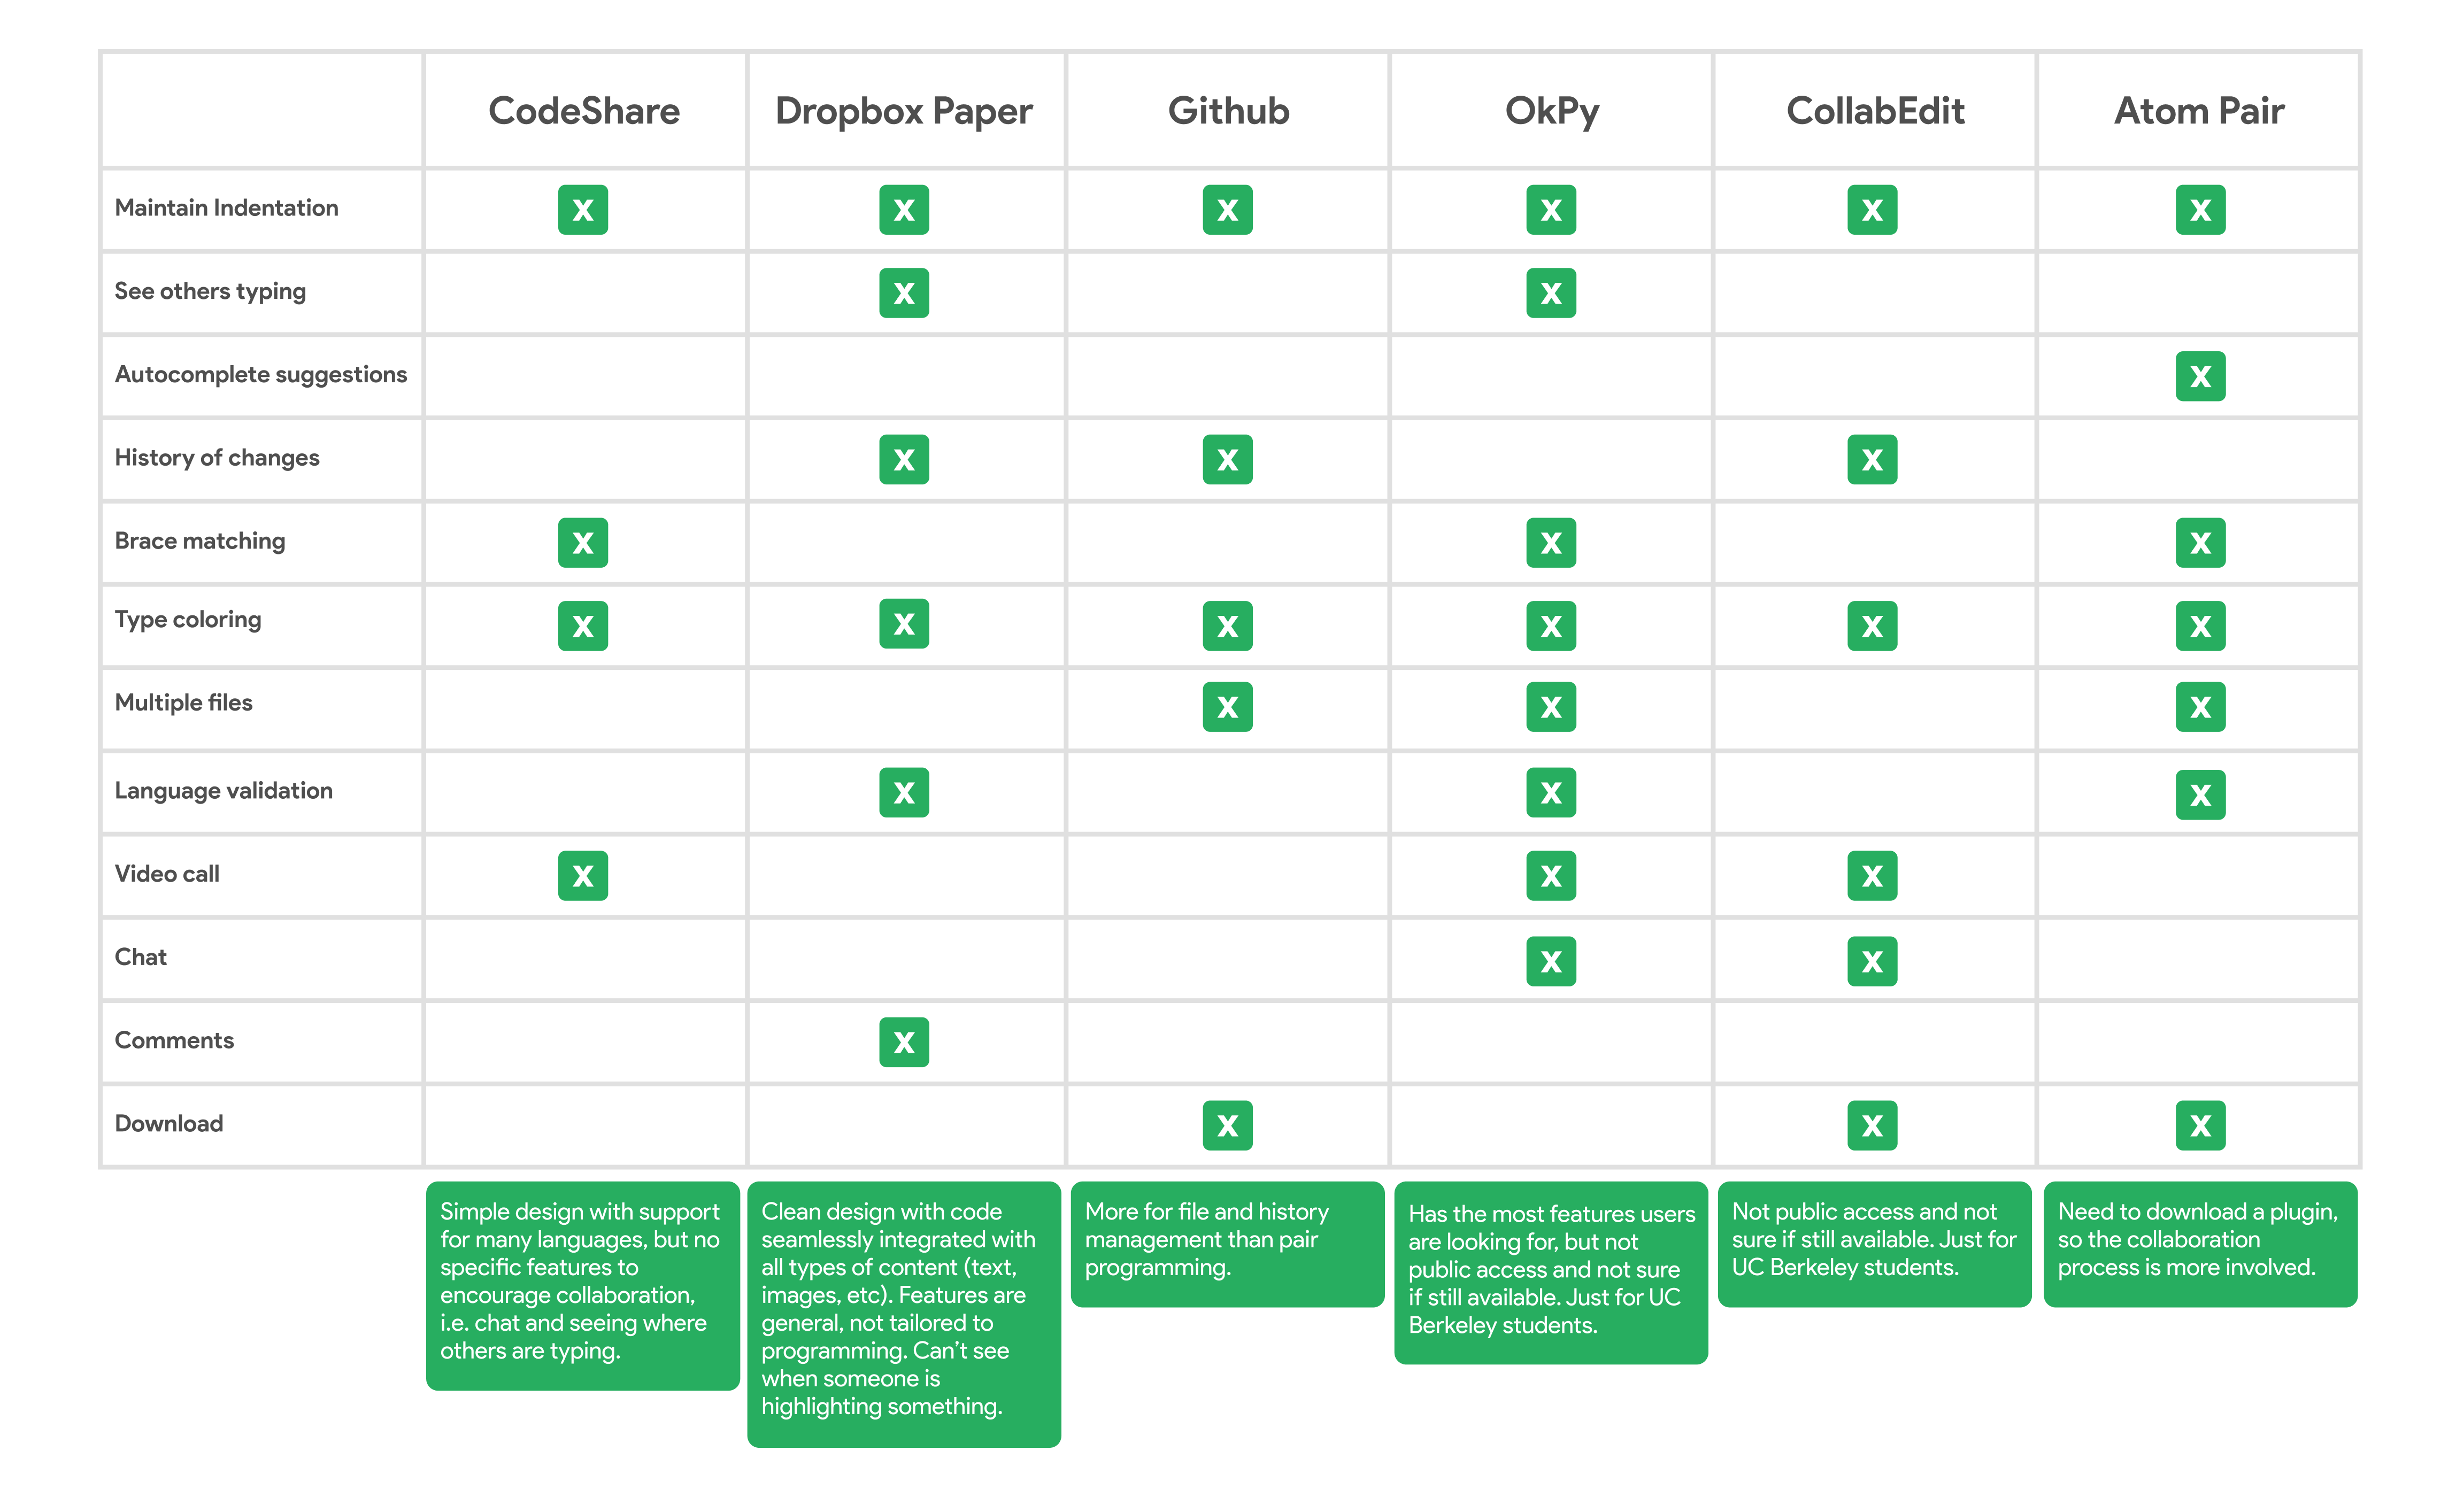 CodeShare Dropbox Paper Github OkPy CollabEdit Atom Pair
Maintain Indentation x x x x x x
See others typing x x
Autocomplete suggestions x
History of changes x x x
Brace matching x x x
Type coloring x x x x x x
Multiple files x x x
Language validation x x x
Video call x x x
Chat x x
Comments x
Download x x x
Simple design with support
for many languages, but no
specific features to
encourage collaboration,
i.e. chat and seeing where
others are typing.
Clean design with code
seamlessly integrated with
all types of content (text,
images, etc). Features are
general, not tailored to
programming. Can't see
when someone is
highlighting something.
More for file and history
management than pair
programming.
Has the most features users
are looking for, but not
public access and not sure
if still available. Just for UC
Berkeley students.
Not public access and not
sure if still available. Just for
UC Berkeley students.
Need to download a plugin,
so the collaboration
process is more involved.